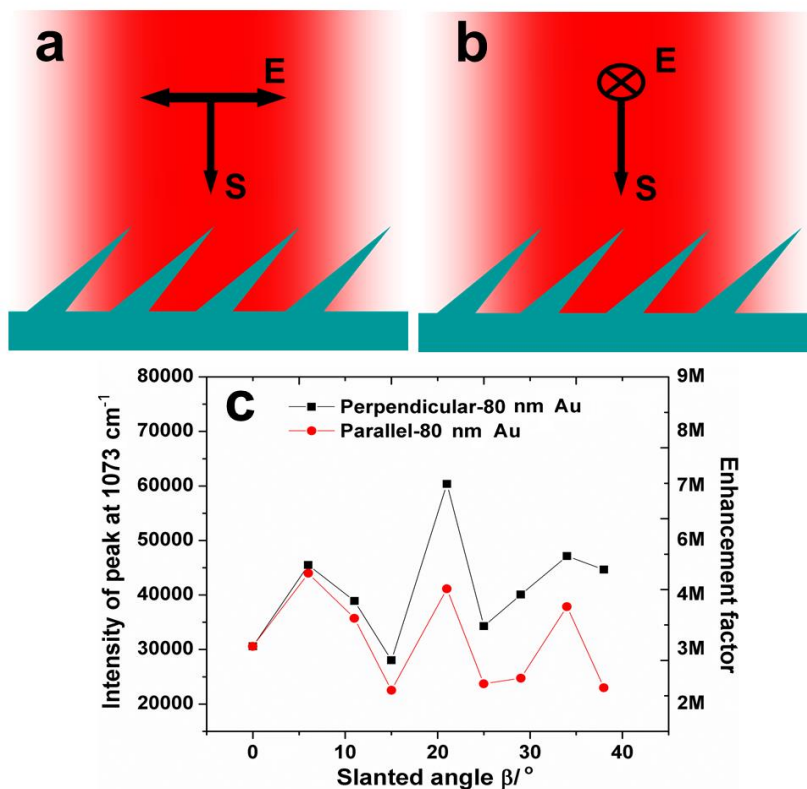 a
E
S
b
E
S
c
Perpendicular-80 nm Au
Parallel-80 nm Au
Intensity of peak at 1073 cm⁻¹
80000
70000
60000
50000
40000
30000
20000
9M
8M
7M
6M
4M
3M
2M
Enhancement factor
0
10
20
30
40
Slanted angle β/°